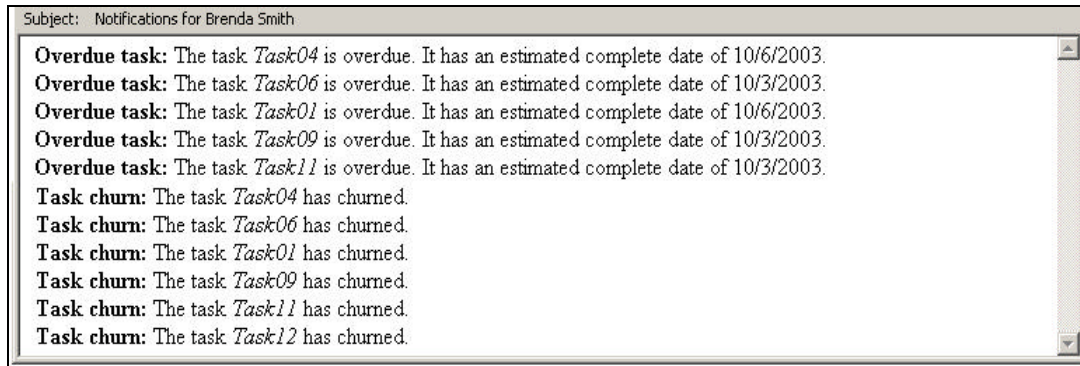 Subject: Notifications for Brenda Smith
Overdue task: The task Task04 is overdue. It has an estimated complete date of 10/6/2003.
Overdue task: The task Task06 is overdue. It has an estimated complete date of 10/3/2003.
Overdue task: The task Task01 is overdue. It has an estimated complete date of 10/6/2003.
Overdue task: The task Task09 is overdue. It has an estimated complete date of 10/3/2003.
Overdue task: The task Task11 is overdue. It has an estimated complete date of 10/3/2003.
Task churn: The task Task04 has churned.
Task churn: The task Task06 has churned.
Task churn: The task Task01 has churned.
Task churn: The task Task09 has churned.
Task churn: The task Task11 has churned.
Task churn: The task Task12 has churned.